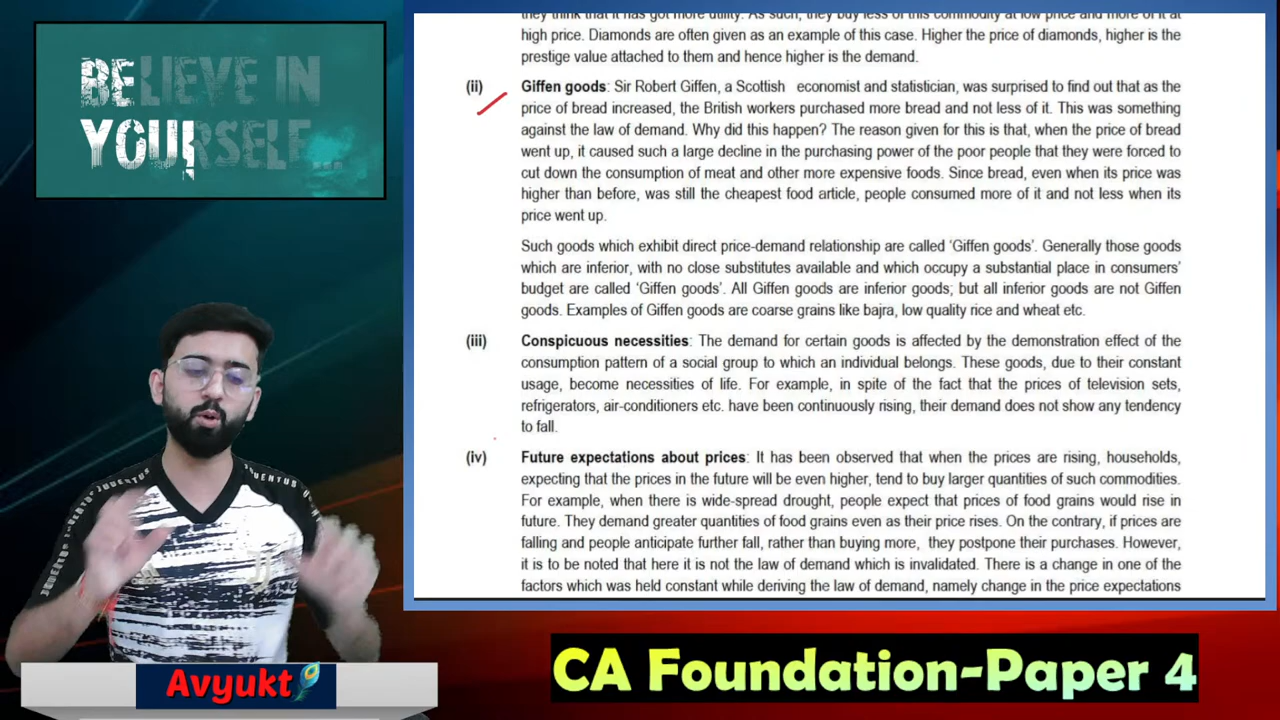 BELIEVE IN
YOURSELF...
they think that it has got more utility. As such, they buy less of this commodity at low price and more of it at
high price. Diamonds are often given as an example of this case. Higher the price of diamonds, higher is the
prestige value attached to them and hence higher is the demand.
(ii) Giffen goods: Sir Robert Giffen, a Scottish economist and statistician, was surprised to find out that as the
price of bread increased, the British workers purchased more bread and not less of it. This was something
against the law of demand. Why did this happen? The reason given for this is that, when the price of bread
went up, it caused such a large decline in the purchasing power of the poor people that they were forced to
cut down the consumption of meat and other more expensive foods. Since bread, even when its price was
higher than before, was still the cheapest food article, people consumed more of it and not less when its
price went up.
Such goods which exhibit direct price-demand relationship are called 'Giffen goods'. Generally those goods
which are inferior, with no close substitutes available and which occupy a substantial place in consumers'
budget are called 'Giffen goods'. All Giffen goods are inferior goods; but all inferior goods are not Giffen
goods. Examples of Giffen goods are coarse grains like bajra, low quality rice and wheat etc.
(iii) Conspicuous necessities: The demand for certain goods is affected by the demonstration effect of the
consumption pattern of a social group to which an individual belongs. These goods, due to their constant
usage, become necessities of life. For example, in spite of the fact that the prices of television sets,
refrigerators, air-conditioners etc. have been continuously rising, their demand does not show any tendency
to fall.
(iv) Future expectations about prices: It has been observed that when the prices are rising, households,
expecting that the prices in the future will be even higher, tend to buy larger quantities of such commodities.
For example, when there is wide-spread drought, people expect that prices of food grains would rise in
future. They demand greater quantities of food grains even as their price rises. On the contrary, if prices are
falling and people anticipate further fall, rather than buying more, they postpone their purchases. However,
it is to be noted that here it is not the law of demand which is invalidated. There is a change in one of the
factors which was held constant while deriving the law of demand, namely change in the price expectations
JUVENTUS
Avyukt
CA Foundation-Paper 4